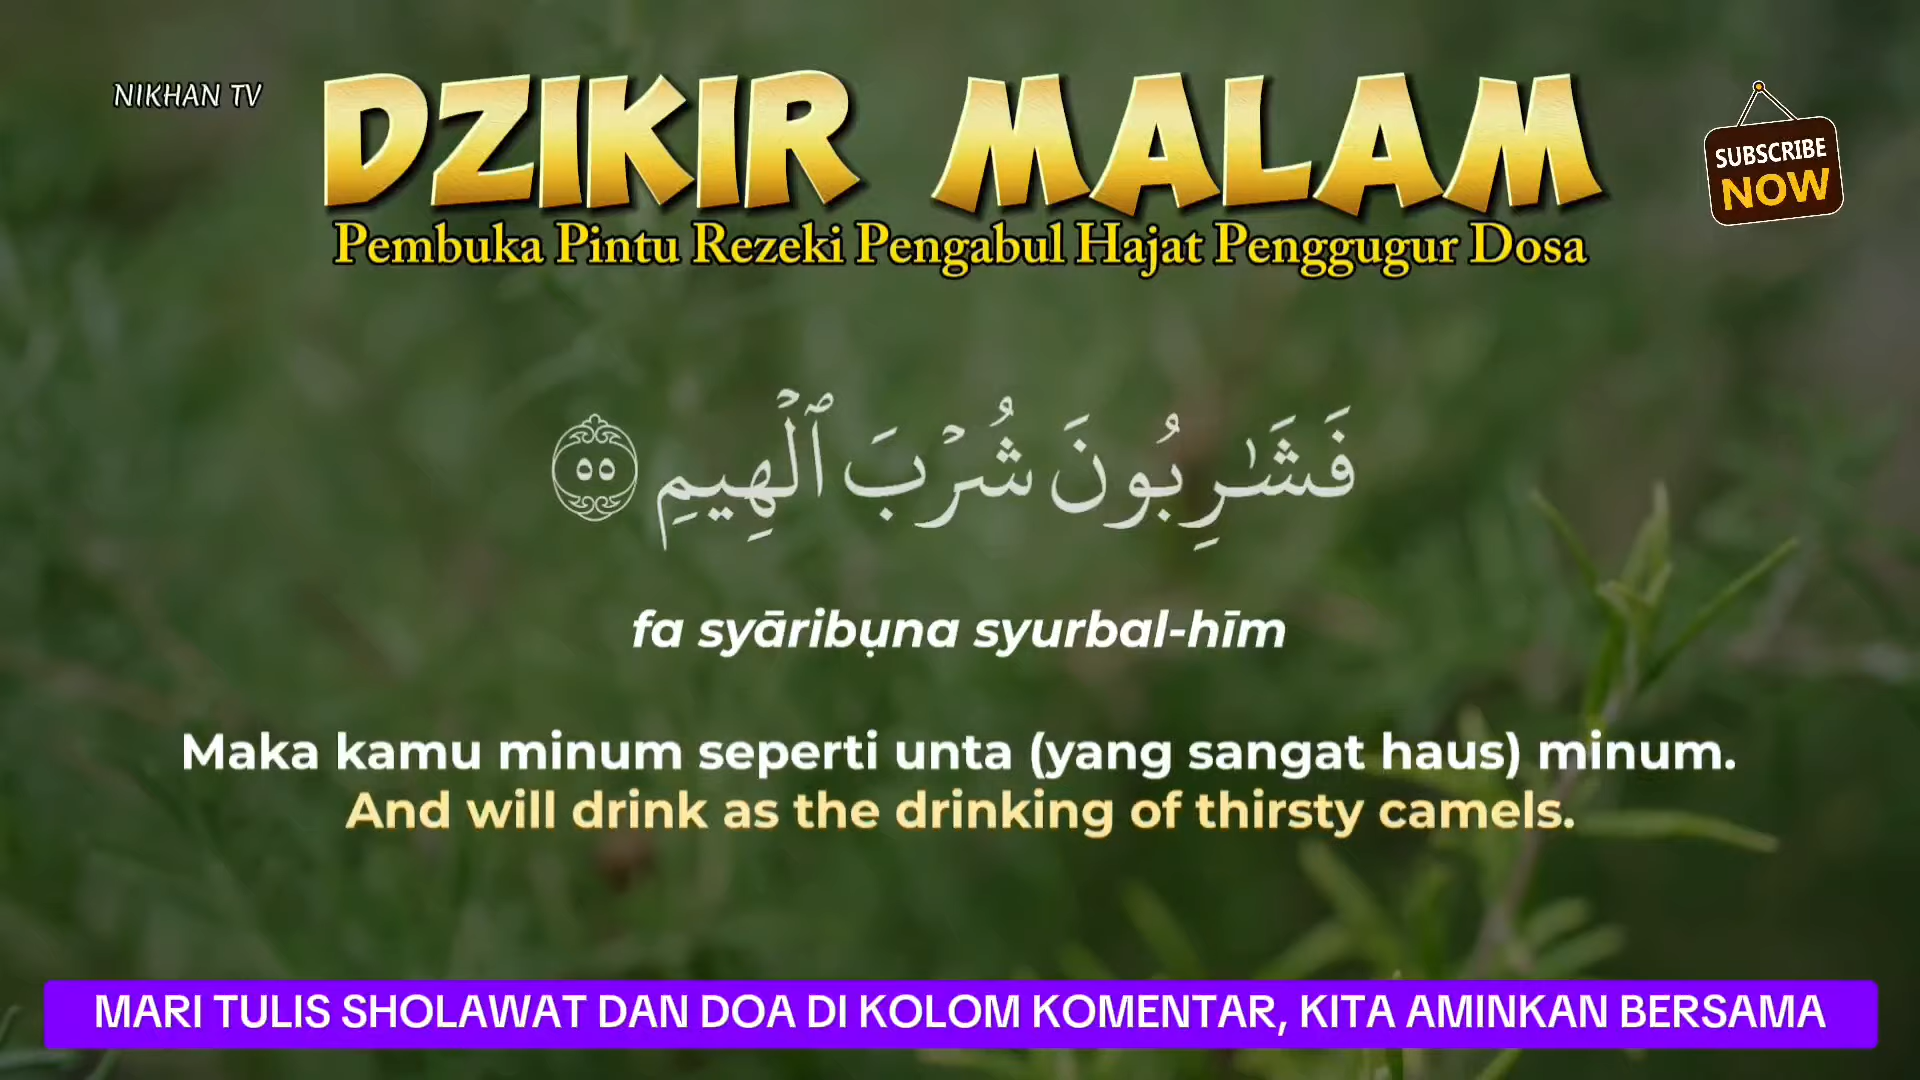 NIKHAN TV
DZIKIR MALAM
SUBSCRIBE
NOW
Pembuka Pintu Rezeki Pengabul Hajat Penggugur Dosa
فَشَـٰرِبُونَ شُرۡبَ ٱلۡهِيمِ ٥٥
fa syāribụna syurbal-hīm
Maka kamu minum seperti unta (yang sangat haus) minum.
And will drink as the drinking of thirsty camels.
MARI TULIS SHOLAWAT DAN DOA DI KOLOM KOMENTAR, KITA AMINKAN BERSAMA